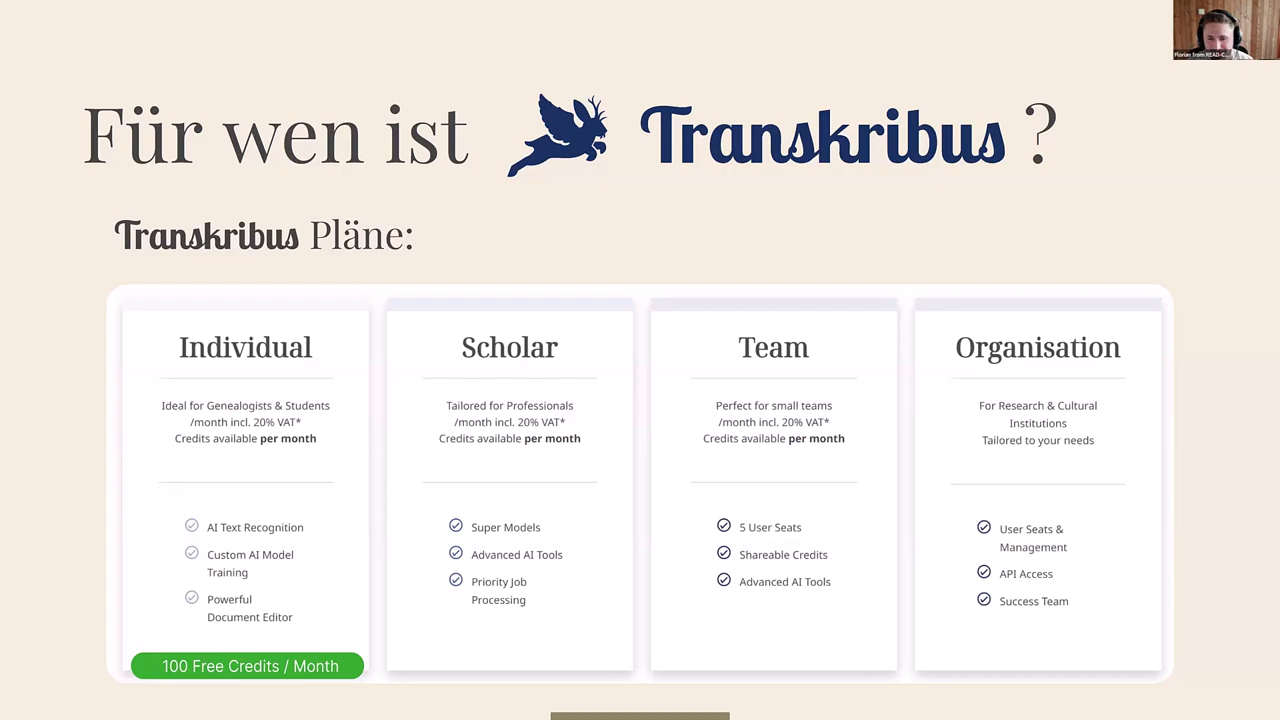 Florian from READ-C...
Für wen ist Transkribus ?
Transkribus Pläne:
Individual
Ideal for Genealogists & Students
/month incl. 20% VAT*
Credits available per month
AI Text Recognition
Custom AI Model
Training
Powerful
Document Editor
100 Free Credits / Month
Scholar
Tailored for Professionals
/month incl. 20% VAT*
Credits available per month
Super Models
Advanced AI Tools
Priority Job
Processing
Team
Perfect for small teams
/month incl. 20% VAT*
Credits available per month
5 User Seats
Shareable Credits
Advanced AI Tools
Organisation
For Research & Cultural
Institutions
Tailored to your needs
User Seats &
Management
API Access
Success Team